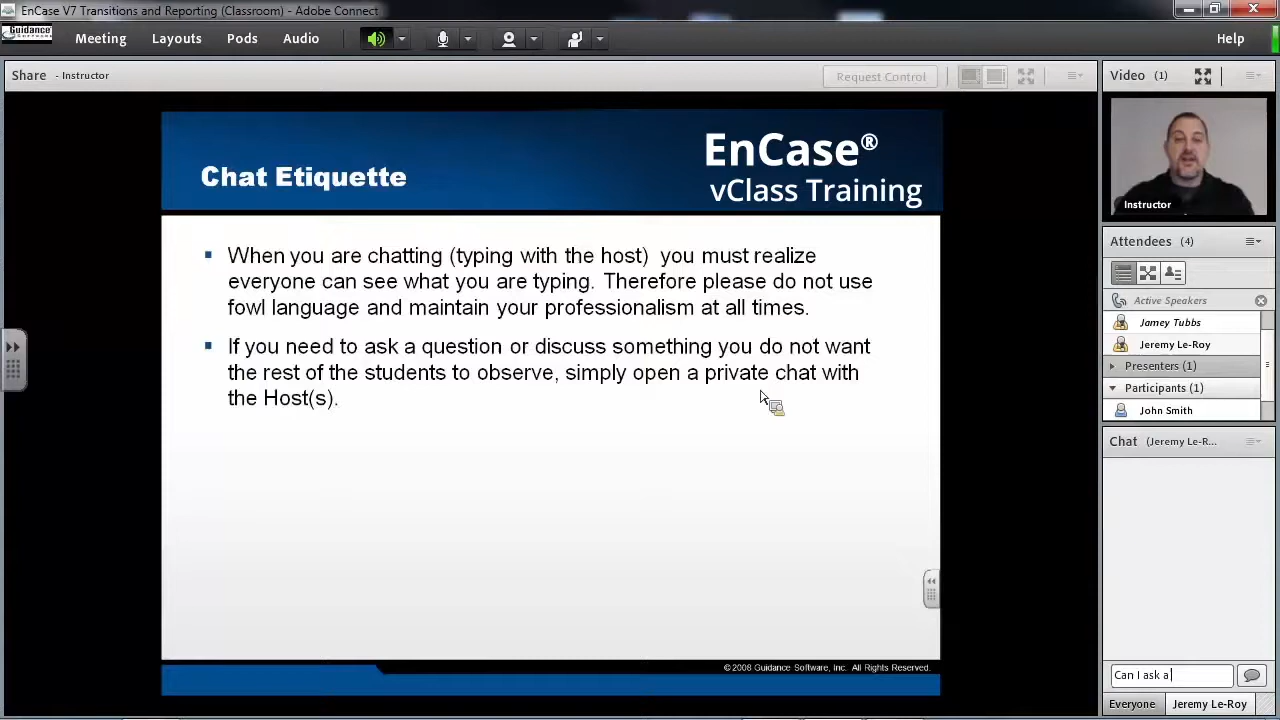 EnCase V7 Transitions and Reporting (Classroom) - Adobe Connect
Guidance
SOFTWARE
Meeting
Layouts
Pods
Audio
Help
Share - Instructor
Request Control
Chat Etiquette
EnCase®
vClass Training
When you are chatting (typing with the host) you must realize
everyone can see what you are typing. Therefore please do not use
fowl language and maintain your professionalism at all times.
If you need to ask a question or discuss something you do not want
the rest of the students to observe, simply open a private chat with
the Host(s).
© 2008 Guidance Software, Inc. All Rights Reserved.
Video (1)
Instructor
Attendees (4)
Active Speakers
Jamey Tubbs
Jeremy Le-Roy
Presenters (1)
Participants (1)
John Smith
Chat (Jeremy Le-R...
Can I ask a
Everyone
Jeremy Le-Roy